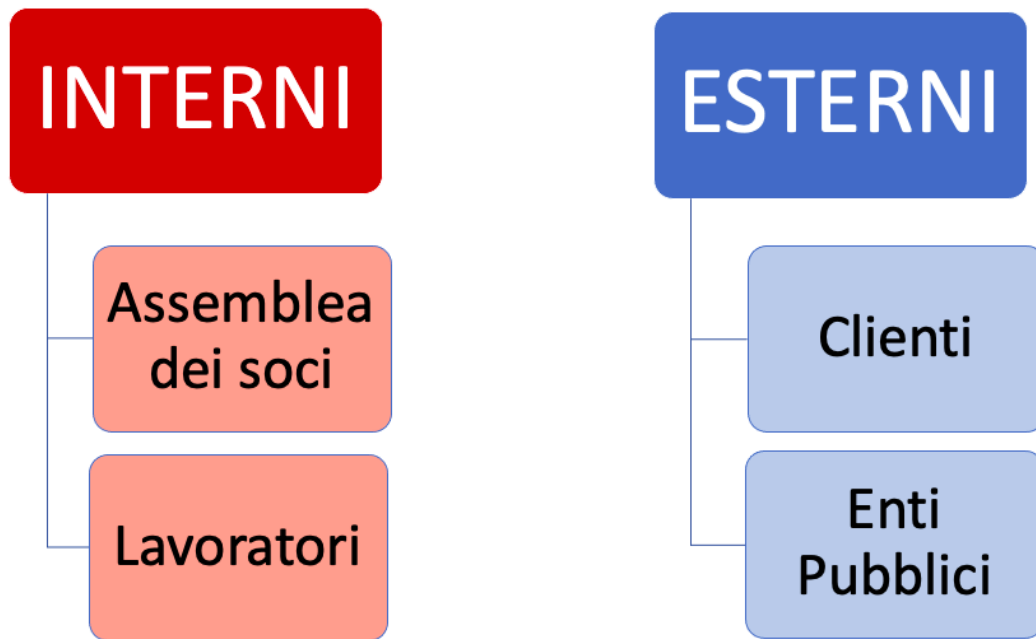 INTERNI
Assemblea
dei soci
Lavoratori
ESTERNI
Clienti
Enti
Pubblici